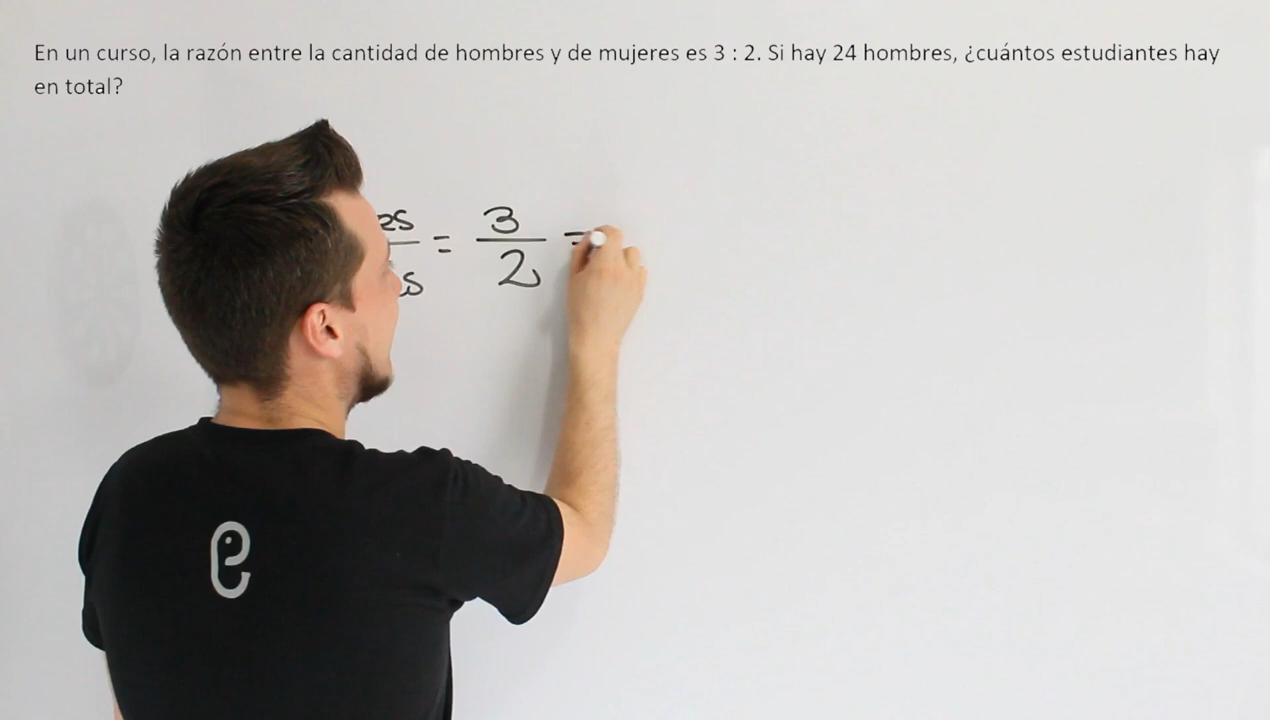 En un curso, la razón entre la cantidad de hombres y de mujeres es 3 : 2. Si hay 24 hombres, ¿cuántos estudiantes hay
en total?
es = 3 =
s 2